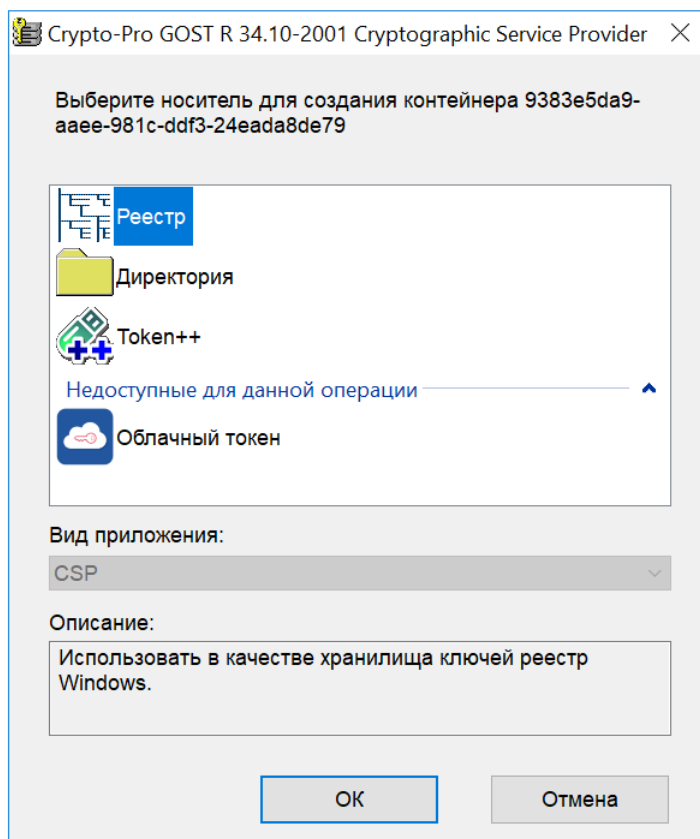 Crypto-Pro GOST R 34.10-2001 Cryptographic Service Provider
Выберите носитель для создания контейнера 9383e5da9-
aaee-981c-ddf3-24eada8de79
Реестр
Директория
Token++
Недоступные для данной операции
Облачный токен
Вид приложения:
CSP
Описание:
Использовать в качестве хранилища ключей реестр
Windows.
ОК
Отмена